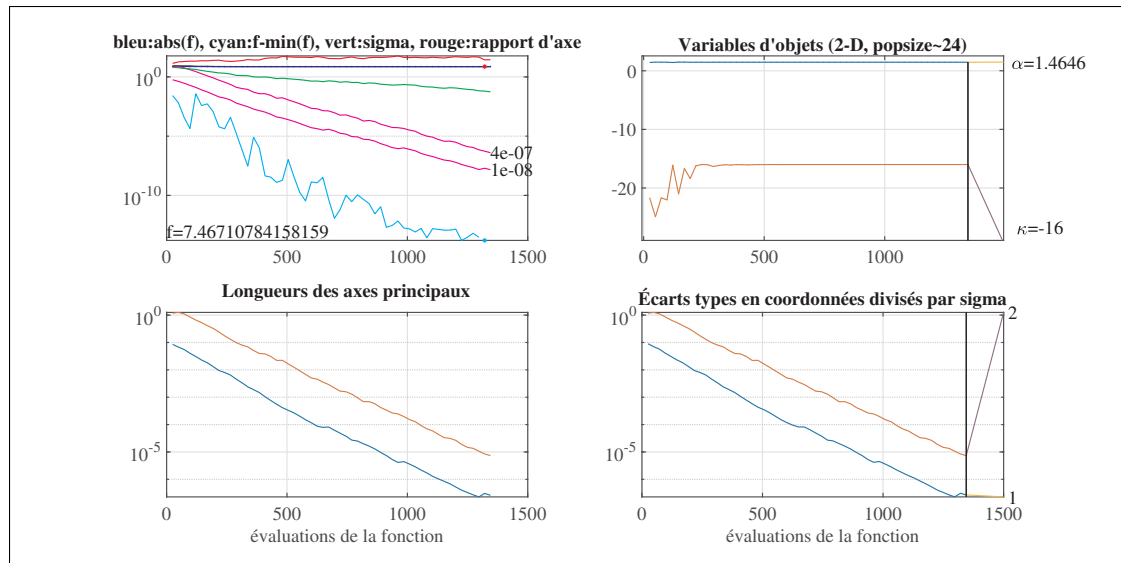 bleu:abs(f), cyan:f-min(f), vert:sigma, rouge:rapport d'axe
10^0
10^-10
4e-07
1e-08
f=7.46710784158159
0 500 1000 1500
Variables d'objets (2-D, popsize~24)
0
-10
-20
α=1.4646
κ=-16
0 500 1000 1500
Longueurs des axes principaux
10^0
10^-5
0 500 1000 1500
évaluations de la fonction
Écarts types en coordonnées divisés par sigma
10^0
10^-5
2
1
0 500 1000 1500
évaluations de la fonction